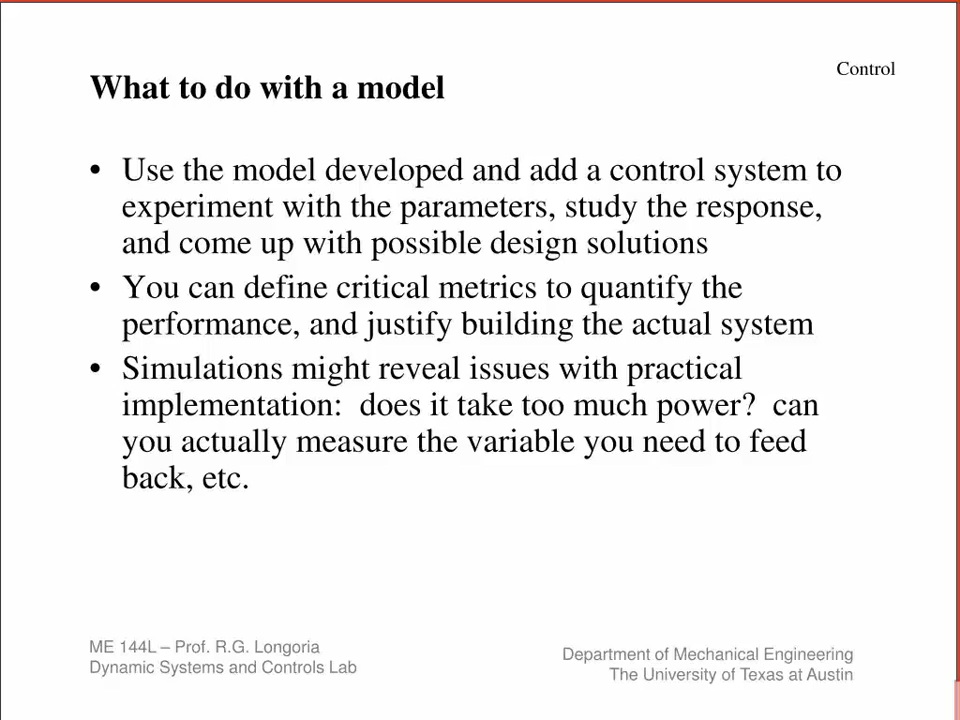 Control
What to do with a model
• Use the model developed and add a control system to
experiment with the parameters, study the response,
and come up with possible design solutions
• You can define critical metrics to quantify the
performance, and justify building the actual system
• Simulations might reveal issues with practical
implementation:  does it take too much power?  can
you actually measure the variable you need to feed
back, etc.
ME 144L – Prof. R.G. Longoria
Dynamic Systems and Controls Lab
Department of Mechanical Engineering
The University of Texas at Austin